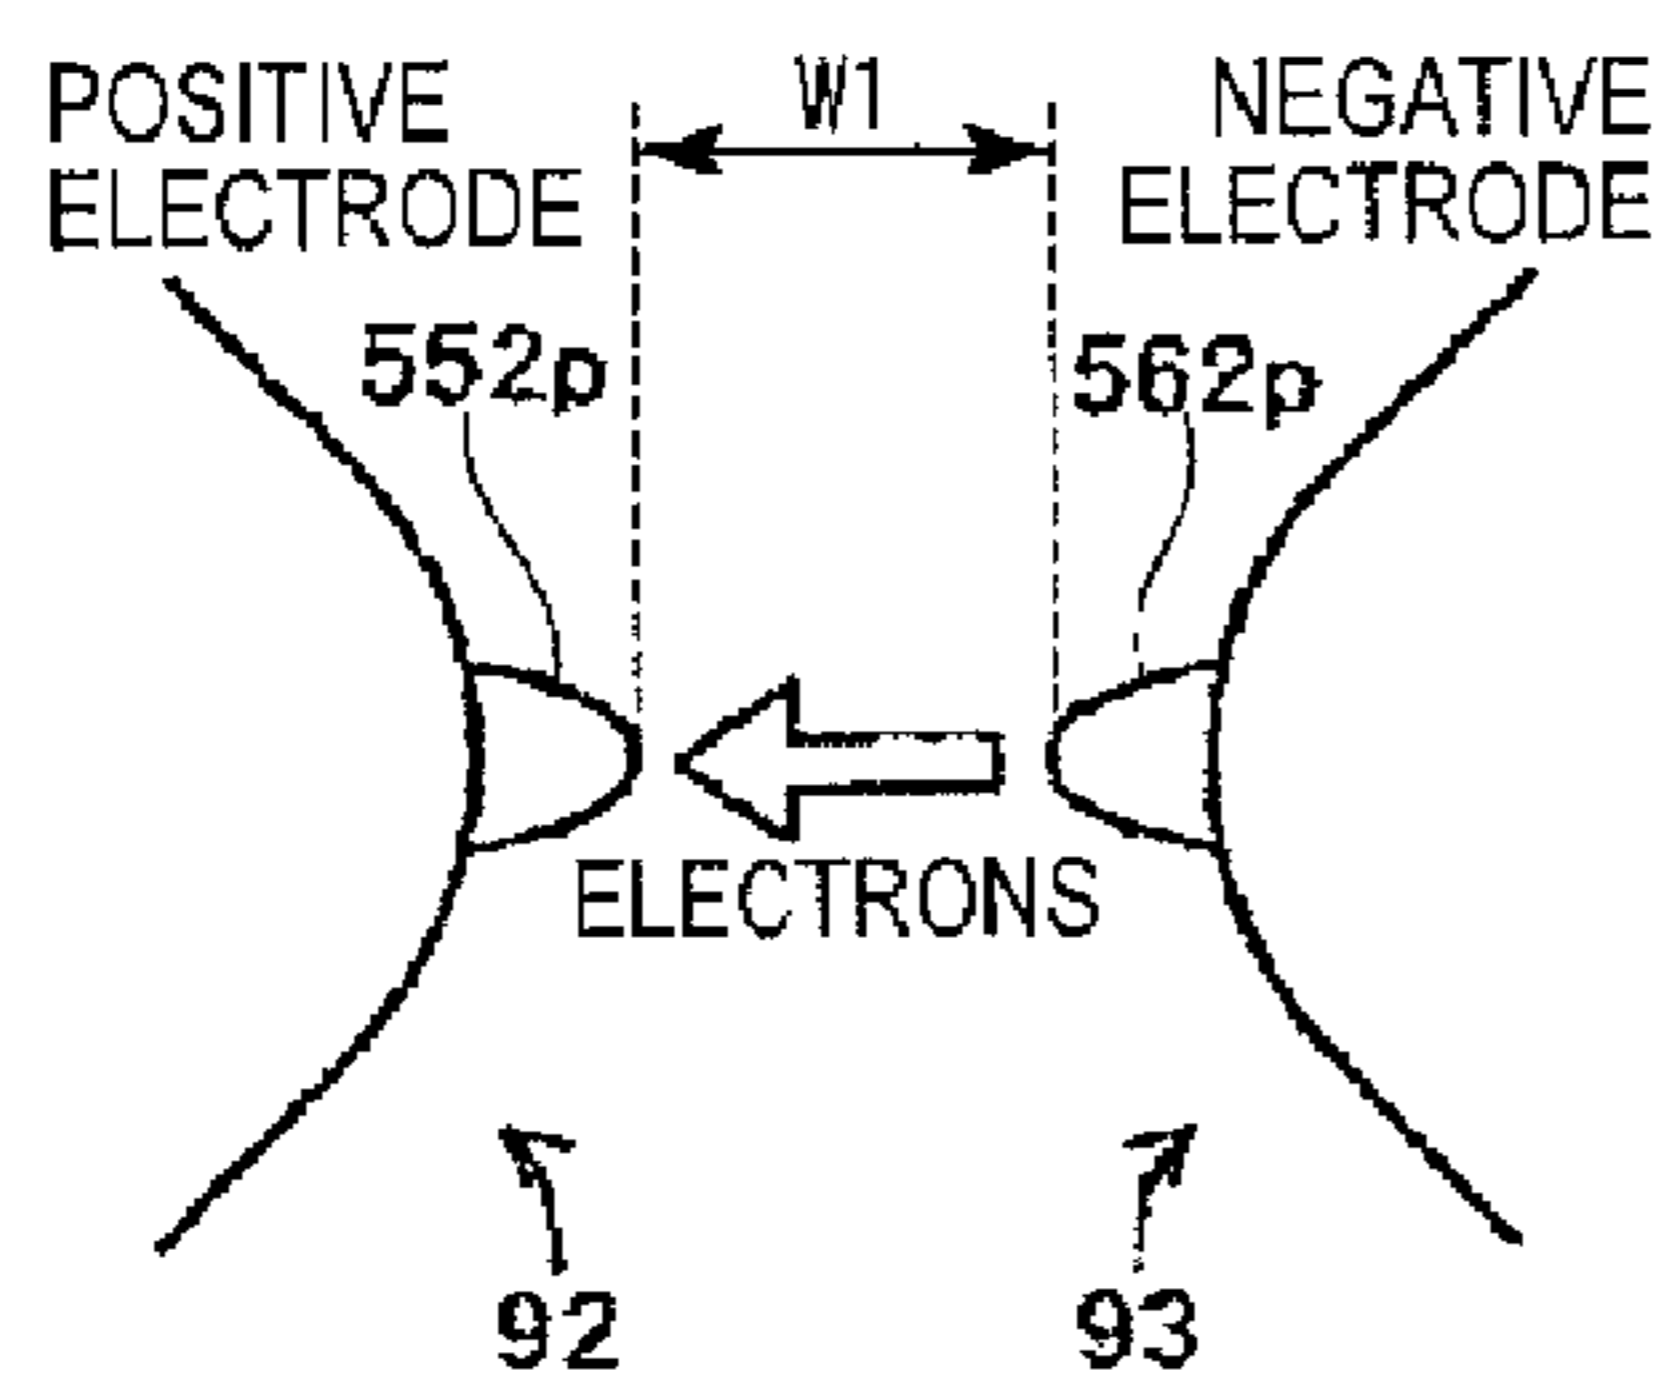 POSITIVE
ELECTRODE
W1
NEGATIVE
ELECTRODE
552p
562p
ELECTRONS
92
93